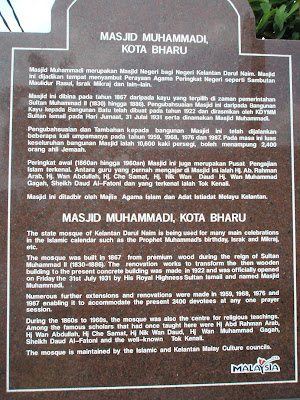 MASJID MUHAMMADI,
KOTA BHARU
Masjid Muhammadi merupakan Masjid Negeri bagi Negeri Kelantan Darul Naim. Masjid
ini dijadikan tempat menyambut Perayaan Agama Peringkat Negeri seperti Sambutan
Maulidur Rasul, Israk Mikraj dan lain-lain.
Masjid ini dibina pada tahun 1867 daripada kayu yang terpilih di zaman pemerintahan
Sultan Muhammad II (1830 hingga 1886). Pengubahsuaian Masjid ini daripada Bangunan
Kayu kepada Bangunan Batu telah dibuat pada tahun 1922 dan dirasmikan oleh KDYMM
Sultan Ismail pada Hari Jumaat, 31 Julai 1931 serta dinamakan Masjid Muhammadi.
Pengubahsuaian dan Tambahan kepada bangunan Masjid ini telah dijalankan
beberapa kali umpamanya pada tahun 1959, 1968, 1976 dan 1987. Pada masa ini luas
keseluruhan bangunan Masjid ialah 10,600 kaki persegi, boleh menampung 2,400
orang ahli Jemaah.
Peringkat awal (1860an hingga 1960an) Masjid ini juga merupakan Pusat Pengajian
Islam terkenal. Antara guru yang pernah mengajar di Masjid ini ialah Hj. Ab. Rahman
Arab, Hj. Wan Abdullah, Hj. Che Samat, Hj. Nik Wan Daud, Hj. Wan Muhammad
Gagah, Sheikh Daud Al-Fatoni dan yang terkenal ialah Tok Kenali.
Masjid ini ditadbir oleh Majlis Agama Islam dan Adat Istiadat Melayu Kelantan.
MASJID MUHAMMADI, KOTA BHARU
The state mosque of Kelantan Darul Naim is being used for many main celebrations
in the Islamic calendar such as the Prophet Muhammad's birthday, Israk and Mikraj,
etc.
The mosque was built in 1867 from premium wood during the reign of Sultan
Muhammad II (1830-1886). The renovation works to transform the then wooden
building to the present concrete building was made in 1922 and was officially opened
on Friday the 31st July 1931 by His Royal Highness Sultan Ismail and named Masjid
Muhammadi.
Numerous further extensions and renovations were made in 1959, 1968, 1976 and
1987 enabling it to accommodate the present 2400 devotees at any one prayer
session.
During the 1860s to 1960s, the mosque was also the centre for religious teachings.
Among the famous scholars that had once taught here were Hj Abd Rahman Arab,
Hj Wan Abdullah, Hj Che Samat, Hj Nik Wan Daud, Hj Wan Muhammed Gagah,
Sheikh Daud Al-Fatoni and the well-known Tok Kenali.
The mosque is maintained by the Islamic and Kelantan Melay Culture councils.
MALAYSIA